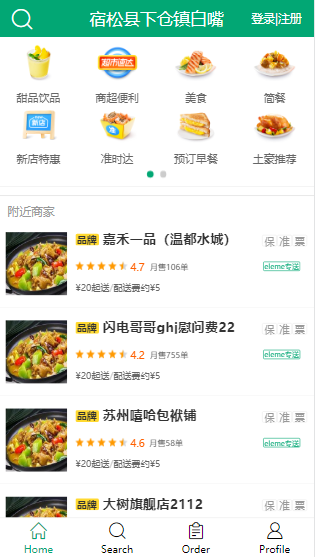 宿松县下仓镇白嘴 登录|注册
甜品饮品 商超便利 美食 简餐
新店特惠 准时达 预订早餐 土豪推荐
附近商家
品牌 嘉禾一品（温都水城） 保 准 票
4.7 月售106单 eleme专送
¥20起送/配送费约¥5
品牌 闪电哥哥ghj慰问费22 保 准 票
4.2 月售755单 eleme专送
¥20起送/配送费约¥5
品牌 苏州嘻哈包袱铺 保 准 票
4.6 月售58单 eleme专送
¥20起送/配送费约¥5
品牌 大树旗舰店2112 保 准 票
Home Search Order Profile